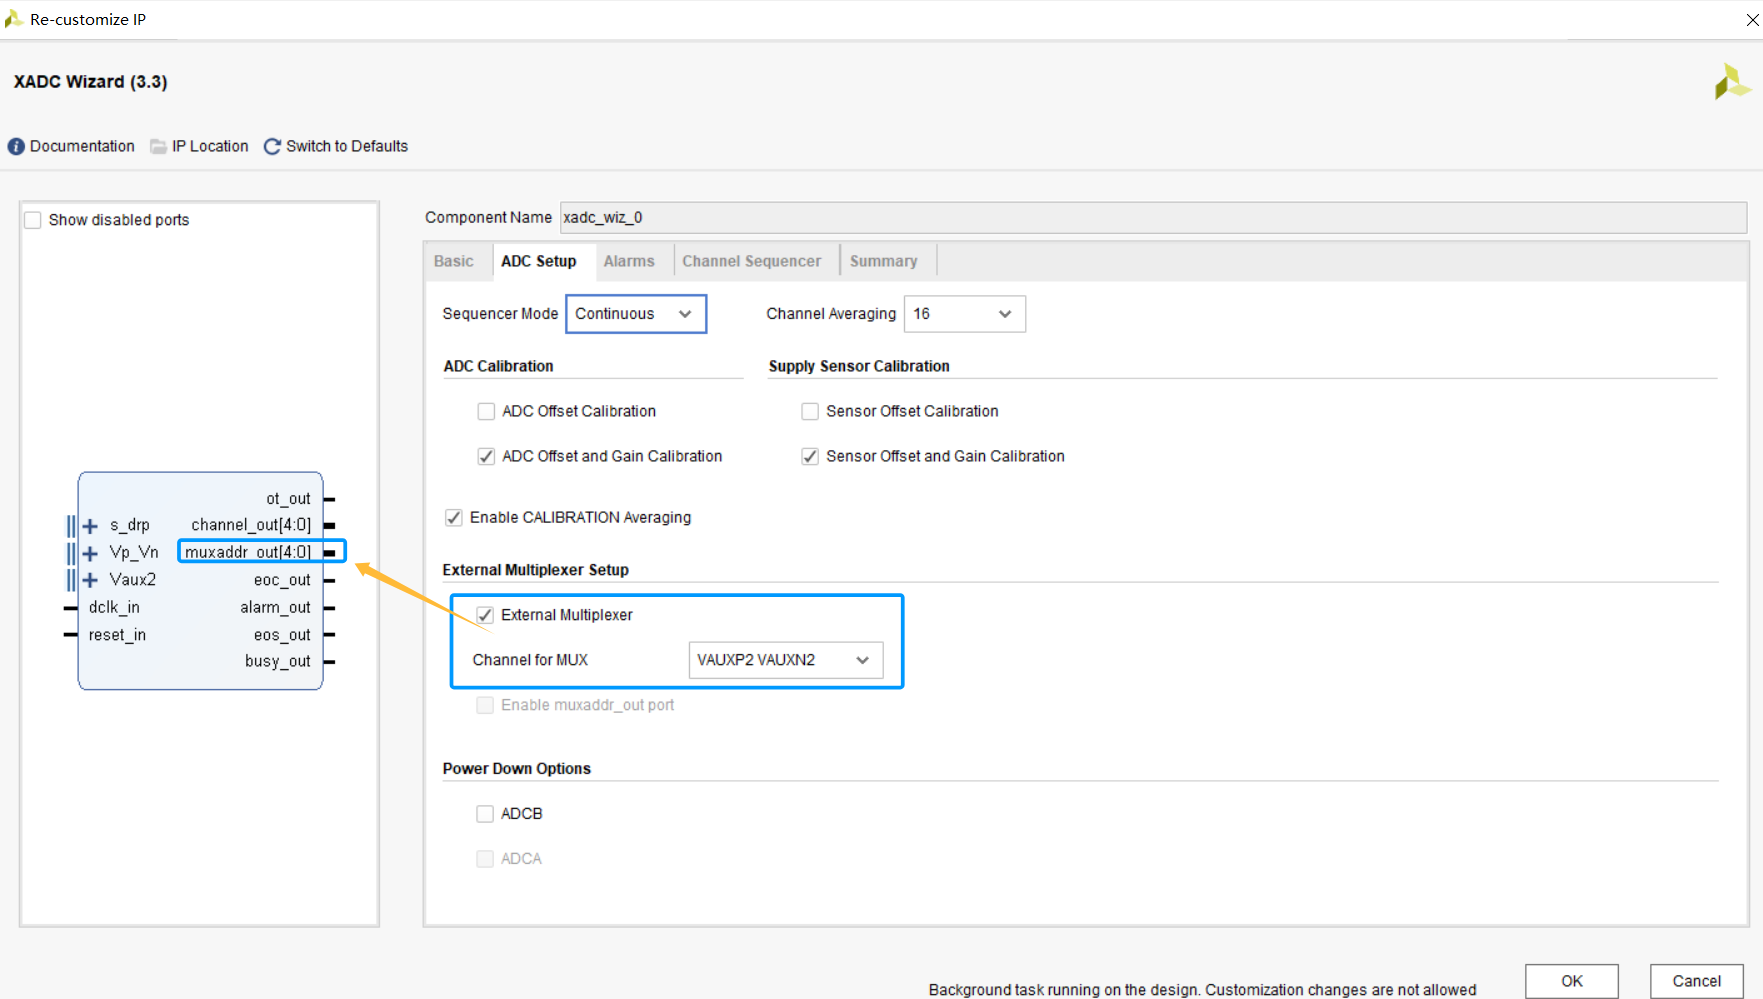 Re-customize IP
XADC Wizard (3.3)
Documentation IP Location Switch to Defaults
Show disabled ports
ot_out
s_drp channel_out[4:0]
Vp_Vn muxaddr_out[4:0]
Vaux2 eoc_out
dclk_in alarm_out
reset_in eos_out
busy_out
Component Name xadc_wiz_0
Basic ADC Setup Alarms Channel Sequencer Summary
Sequencer Mode Continuous Channel Averaging 16
ADC Calibration Supply Sensor Calibration
ADC Offset Calibration Sensor Offset Calibration
ADC Offset and Gain Calibration Sensor Offset and Gain Calibration
Enable CALIBRATION Averaging
External Multiplexer Setup
External Multiplexer
Channel for MUX VAUXP2 VAUXN2
Enable muxaddr_out port
Power Down Options
ADCB
ADCA
Background task running on the design. Customization changes are not allowed OK Cancel